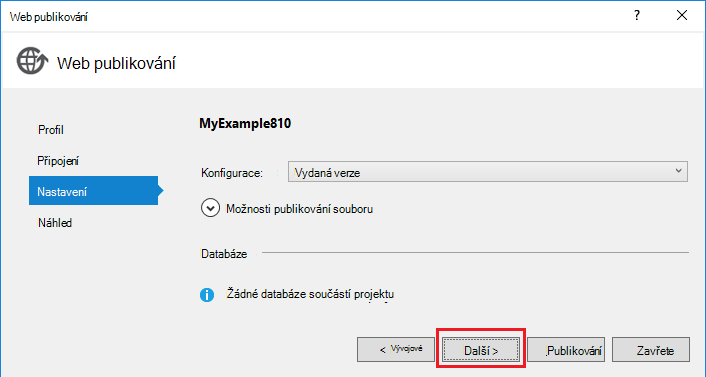 Web publikování
?
Web publikování
Profil
Připojení
Nastavení
Náhled
MyExample810
Konfigurace:
Vydaná verze
Možnosti publikování souboru
Databáze
Žádné databáze součástí projektu
< Vývojové
Další >
Publikování
Zavřete